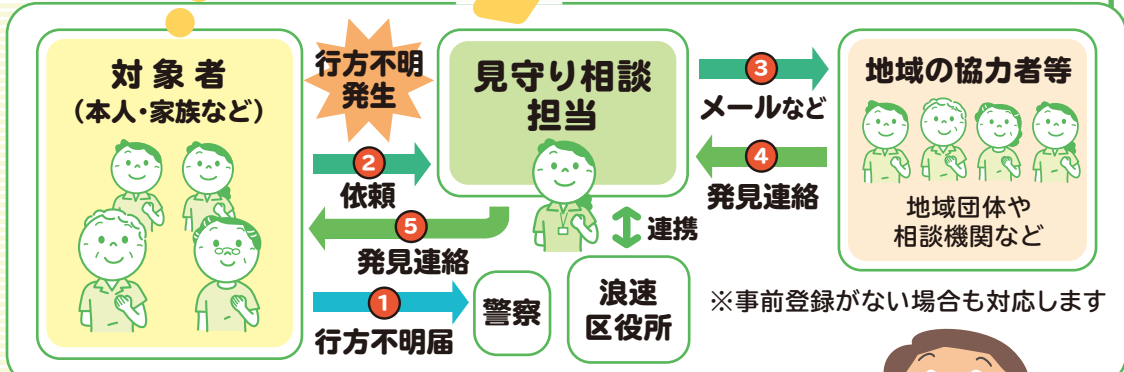 対象者
（本人・家族など）
行方不明
発生
見守り相談
担当
3
メールなど
地域の協力者等
2
依頼
4
発見連絡
地域団体や
相談機関など
5
発見連絡
連携
1
行方不明届
警察
浪速
区役所
※事前登録がない場合も対応します